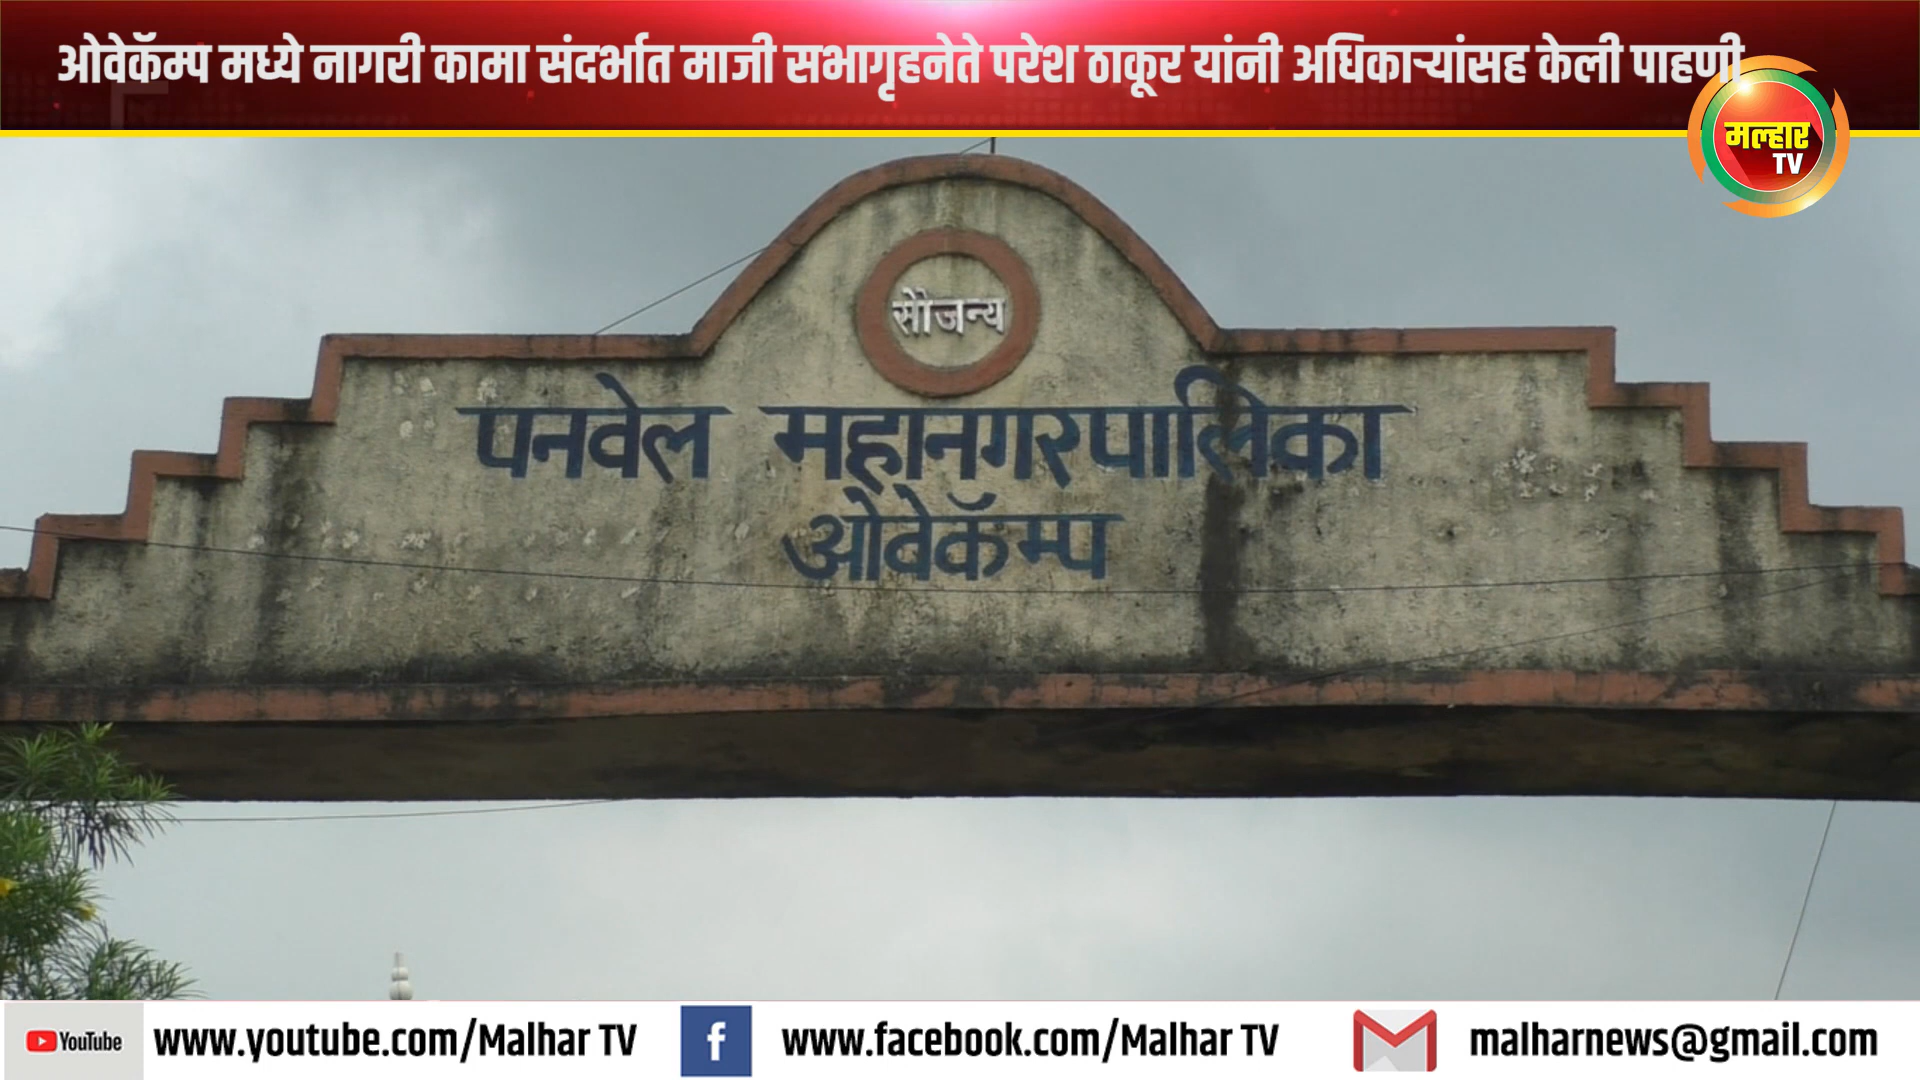 ओवेकॅम्प मध्ये नागरी कामा संदर्भात माजी सभागृहनेते परेश ठाकूर यांनी अधिकाऱ्यांसह केली पाहणी
मल्हार
TV
सौजन्य
पनवेल महानगरपालिका
ओवेकॅम्प
YouTube
www.youtube.com/Malhar TV
f
www.facebook.com/Malhar TV
malharnews@gmail.com